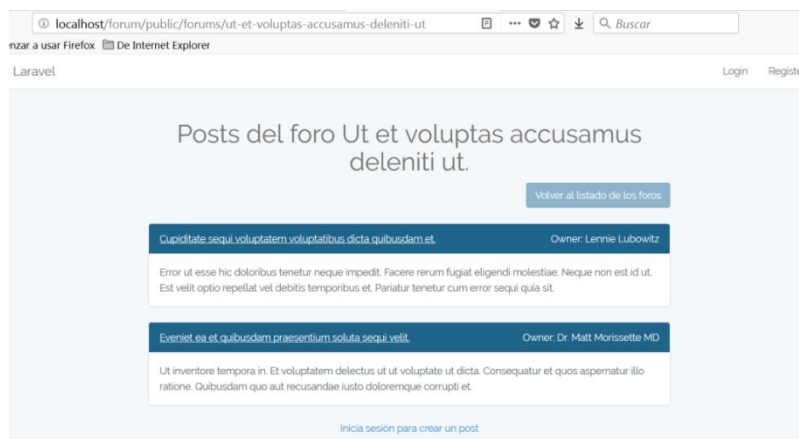 localhost/forum/public/forums/ut-et-voluptas-accusamus-deleniti-ut
Buscar
nzar a usar Firefox De Internet Explorer
Laravel Login Registe
Posts del foro Ut et voluptas accusamus
deleniti ut.
Volver al listado de los foros
Cupiditate sequi voluptatem voluptatibus dicta quibusdam et. Owner: Lennie Lubowitz
Error ut esse hic doloribus tenetur neque impedit. Facere rerum fugiat eligendi molestiae. Neque non est id ut.
Est velit optio repellat vel debitis temporibus et. Pariatur tenetur cum error sequi quia sit.
Eveniet ea et quibusdam praesentium soluta sequi velit. Owner: Dr. Matt Morissette MD
Ut inventore tempora in. Et voluptatem delectus ut ut voluptate ut dicta. Consequatur et quos aspernatur illo
ratione. Quibusdam quo aut recusandae iusto doloremque corrupti et.
Inicia sesión para crear un post